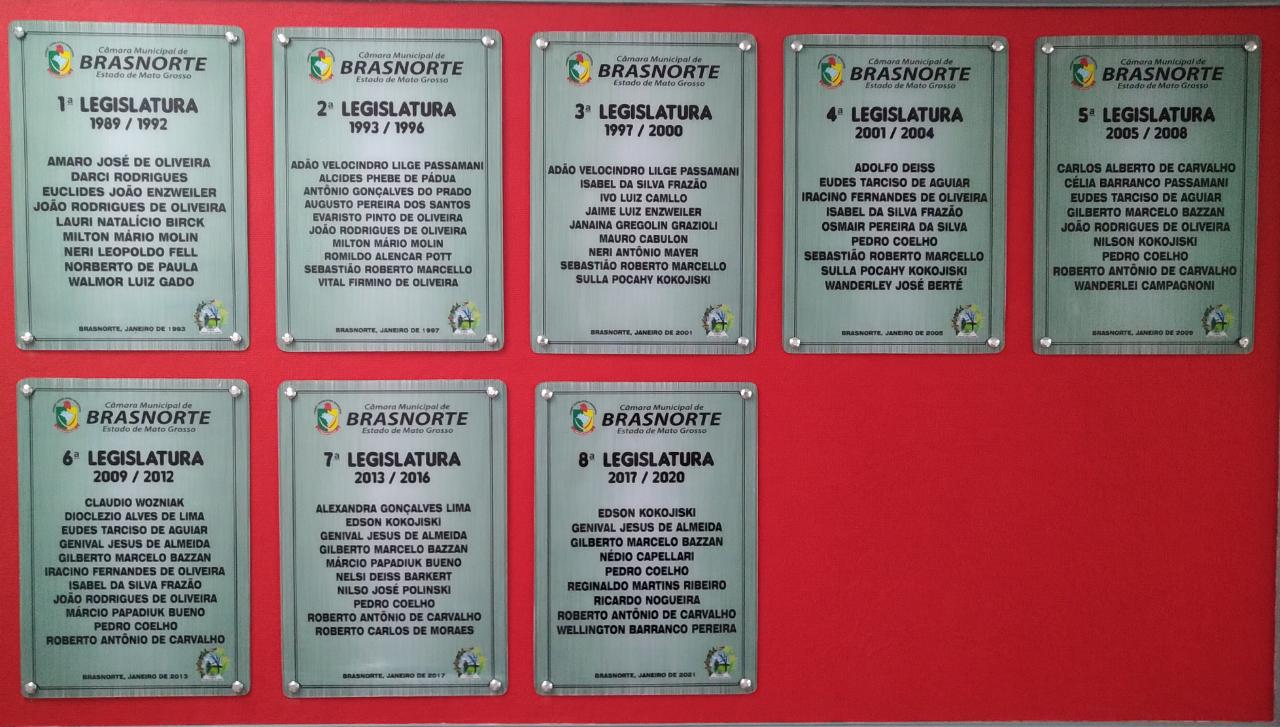 Câmara Municipal de
BRASNORTE
Estado de Mato Grosso
1ª LEGISLATURA
1989 / 1992
AMARO JOSÉ DE OLIVEIRA
DARCI RODRIGUES
EUCLIDES JOÃO ENZWEILER
JOÃO RODRIGUES DE OLIVEIRA
LAURI NATALÍCIO BIRCK
MILTON MÁRIO MOLIN
NERI LEOPOLDO FELL
NORBERTO DE PAULA
WALMOR LUIZ GADO
BRASNORTE, JANEIRO DE 1993
Câmara Municipal de
BRASNORTE
Estado de Mato Grosso
2ª LEGISLATURA
1993 / 1996
ADÃO VELOCINDRO LILGE PASSAMANI
ALCIDES PHEBE DE PÁDUA
ANTÔNIO GONÇALVES DO PRADO
AUGUSTO PEREIRA DOS SANTOS
EVARISTO PINTO DE OLIVEIRA
JOÃO RODRIGUES DE OLIVEIRA
MILTON MÁRIO MOLIN
ROMILDO ALENCAR POTT
SEBASTIÃO ROBERTO MARCELLO
VITAL FIRMINO DE OLIVEIRA
BRASNORTE, JANEIRO DE 1997
Câmara Municipal de
BRASNORTE
Estado de Mato Grosso
3ª LEGISLATURA
1997 / 2000
ADÃO VELOCINDRO LILGE PASSAMANI
ISABEL DA SILVA FRAZÃO
IVO LUIZ CAMLLO
JAIME LUIZ ENZWEILER
JANAINA GREGOLIN GRAZIOLI
MAURO CABULON
NERI ANTÔNIO MAYER
SEBASTIÃO ROBERTO MARCELLO
SULLA POCAHY KOKOJISKI
BRASNORTE, JANEIRO DE 2001
Câmara Municipal de
BRASNORTE
Estado de Mato Grosso
4ª LEGISLATURA
2001 / 2004
ADOLFO DEISS
EUDES TARCISO DE AGUIAR
IRACINO FERNANDES DE OLIVEIRA
ISABEL DA SILVA FRAZÃO
OSMAIR PEREIRA DA SILVA
PEDRO COELHO
SEBASTIÃO ROBERTO MARCELLO
SULLA POCAHY KOKOJISKI
WANDERLEY JOSÉ BERTÉ
BRASNORTE, JANEIRO DE 2005
Câmara Municipal de
BRASNORTE
Estado de Mato Grosso
5ª LEGISLATURA
2005 / 2008
CARLOS ALBERTO DE CARVALHO
CÉLIA BARRANCO PASSAMANI
EUDES TARCISO DE AGUIAR
GILBERTO MARCELO BAZZAN
JOÃO RODRIGUES DE OLIVEIRA
NILSON KOKOJISKI
PEDRO COELHO
ROBERTO ANTÔNIO DE CARVALHO
WANDERLEI CAMPAGNONI
BRASNORTE, JANEIRO DE 2009
Câmara Municipal de
BRASNORTE
Estado de Mato Grosso
6ª LEGISLATURA
2009 / 2012
CLAUDIO WOZNIAK
DIOCLEZIO ALVES DE LIMA
EUDES TARCISO DE AGUIAR
GENIVAL JESUS DE ALMEIDA
GILBERTO MARCELO BAZZAN
IRACINO FERNANDES DE OLIVEIRA
ISABEL DA SILVA FRAZÃO
JOÃO RODRIGUES DE OLIVEIRA
MÁRCIO PAPADIUK BUENO
PEDRO COELHO
ROBERTO ANTÔNIO DE CARVALHO
BRASNORTE, JANEIRO DE 2013
Câmara Municipal de
BRASNORTE
Estado de Mato Grosso
7ª LEGISLATURA
2013 / 2016
ALEXANDRA GONÇALVES LIMA
EDSON KOKOJISKI
GENIVAL JESUS DE ALMEIDA
GILBERTO MARCELO BAZZAN
MÁRCIO PAPADIUK BUENO
NELSI DEISS BARKERT
NILSO JOSÉ POLINSKI
PEDRO COELHO
ROBERTO ANTÔNIO DE CARVALHO
ROBERTO CARLOS DE MORAES
BRASNORTE, JANEIRO DE 2017
Câmara Municipal de
BRASNORTE
Estado de Mato Grosso
8ª LEGISLATURA
2017 / 2020
EDSON KOKOJISKI
GENIVAL JESUS DE ALMEIDA
GILBERTO MARCELO BAZZAN
NÉDIO CAPELLARI
PEDRO COELHO
REGINALDO MARTINS RIBEIRO
RICARDO NOGUEIRA
ROBERTO ANTÔNIO DE CARVALHO
WELLINGTON BARRANCO PEREIRA
BRASNORTE, JANEIRO DE 2021